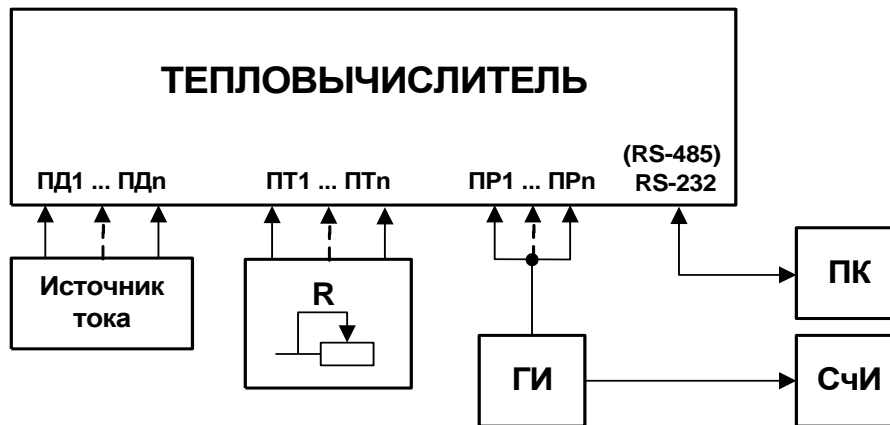 ТЕПЛОВЫЧИСЛИТЕЛЬ
(RS-485)
ПД1 ... ПДn ПТ1 ... ПТn ПР1 ... ПРn RS-232
Источник
тока
R
ПК
ГИ
СчИ